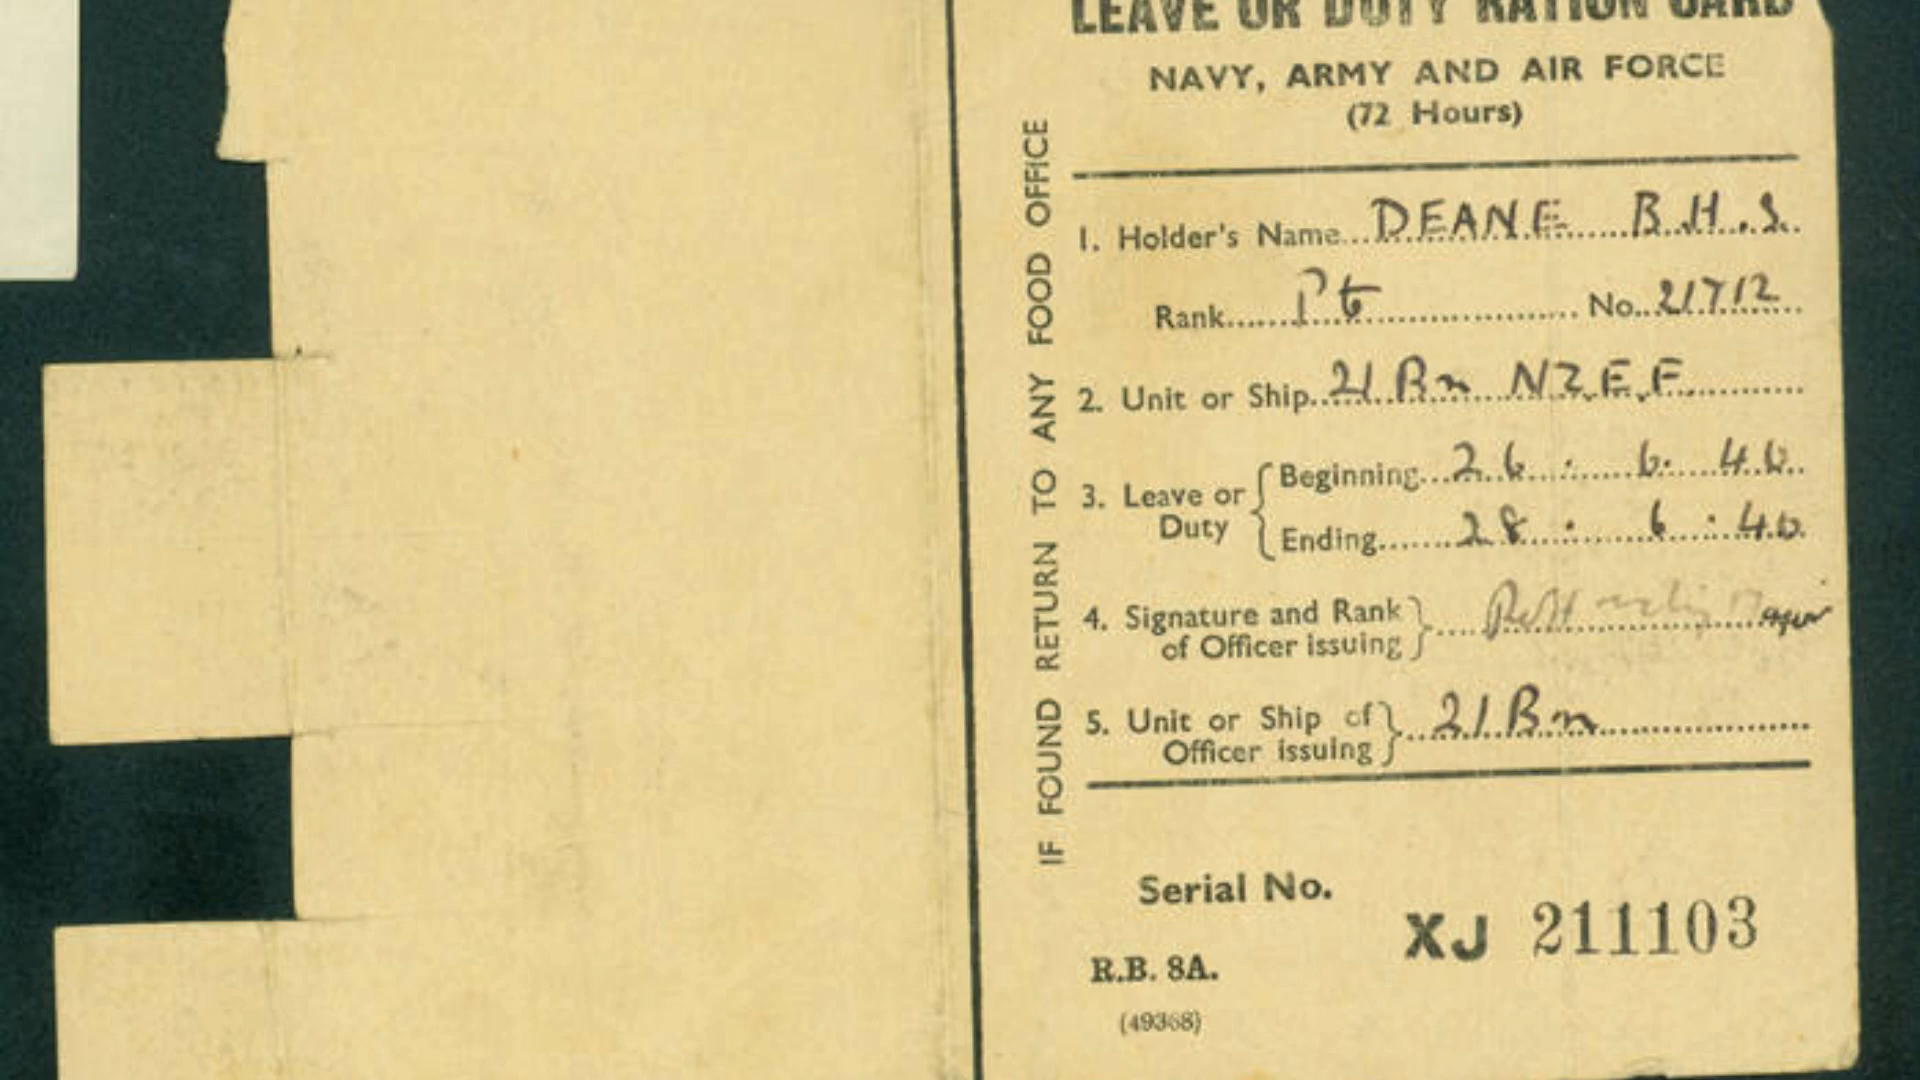 LEAVE OR DUTY RATION CARD
NAVY, ARMY AND AIR FORCE
(72 Hours)
IF FOUND RETURN TO ANY FOOD OFFICE
1. Holder's Name DEANE B.H.S.
Rank Pte No. 21712
2. Unit or Ship 21 Bn NZ.E.F.
3. Leave or Duty { Beginning 26 . 6. 40
Ending 28 . 6 . 40
4. Signature and Rank
of Officer issuing }
5. Unit or Ship of } 21 Bn
Officer issuing
Serial No.
XJ 211103
R.B. 8A.
(49368)